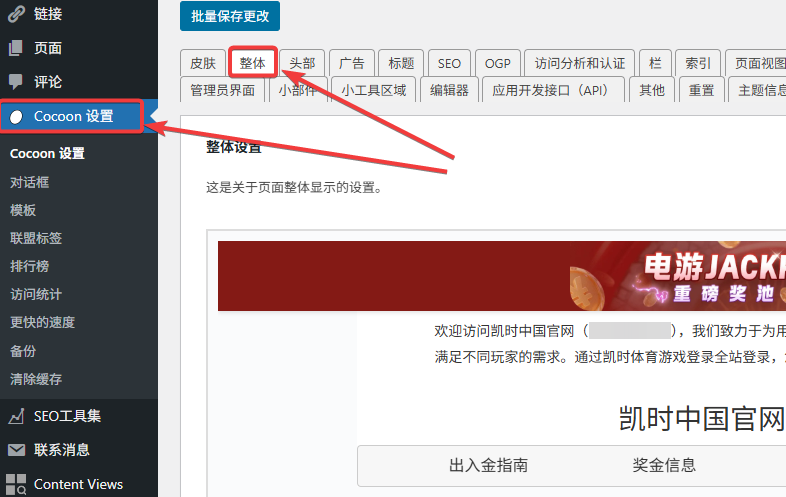 链接
页面
评论
Cocoon 设置
Cocoon 设置
对话框
模板
联盟标签
排行榜
访问统计
更快的速度
备份
清除缓存
SEO工具集
联系消息
Content Views
批量保存更改
皮肤 整体 头部 广告 标题 SEO OGP 访问分析和认证 栏 索引 页面视图
管理员界面 小部件 小工具区域 编辑器 应用开发接口（API） 其他 重置 主题信息
整体设置
这是关于页面整体显示的设置。
电游JACKP
重磅奖池
欢迎访问凯时中国官网（ ），我们致力于为用
满足不同玩家的需求。通过凯时体育游戏登录全站登录，
凯时中国官网
出入金指南 奖金信息